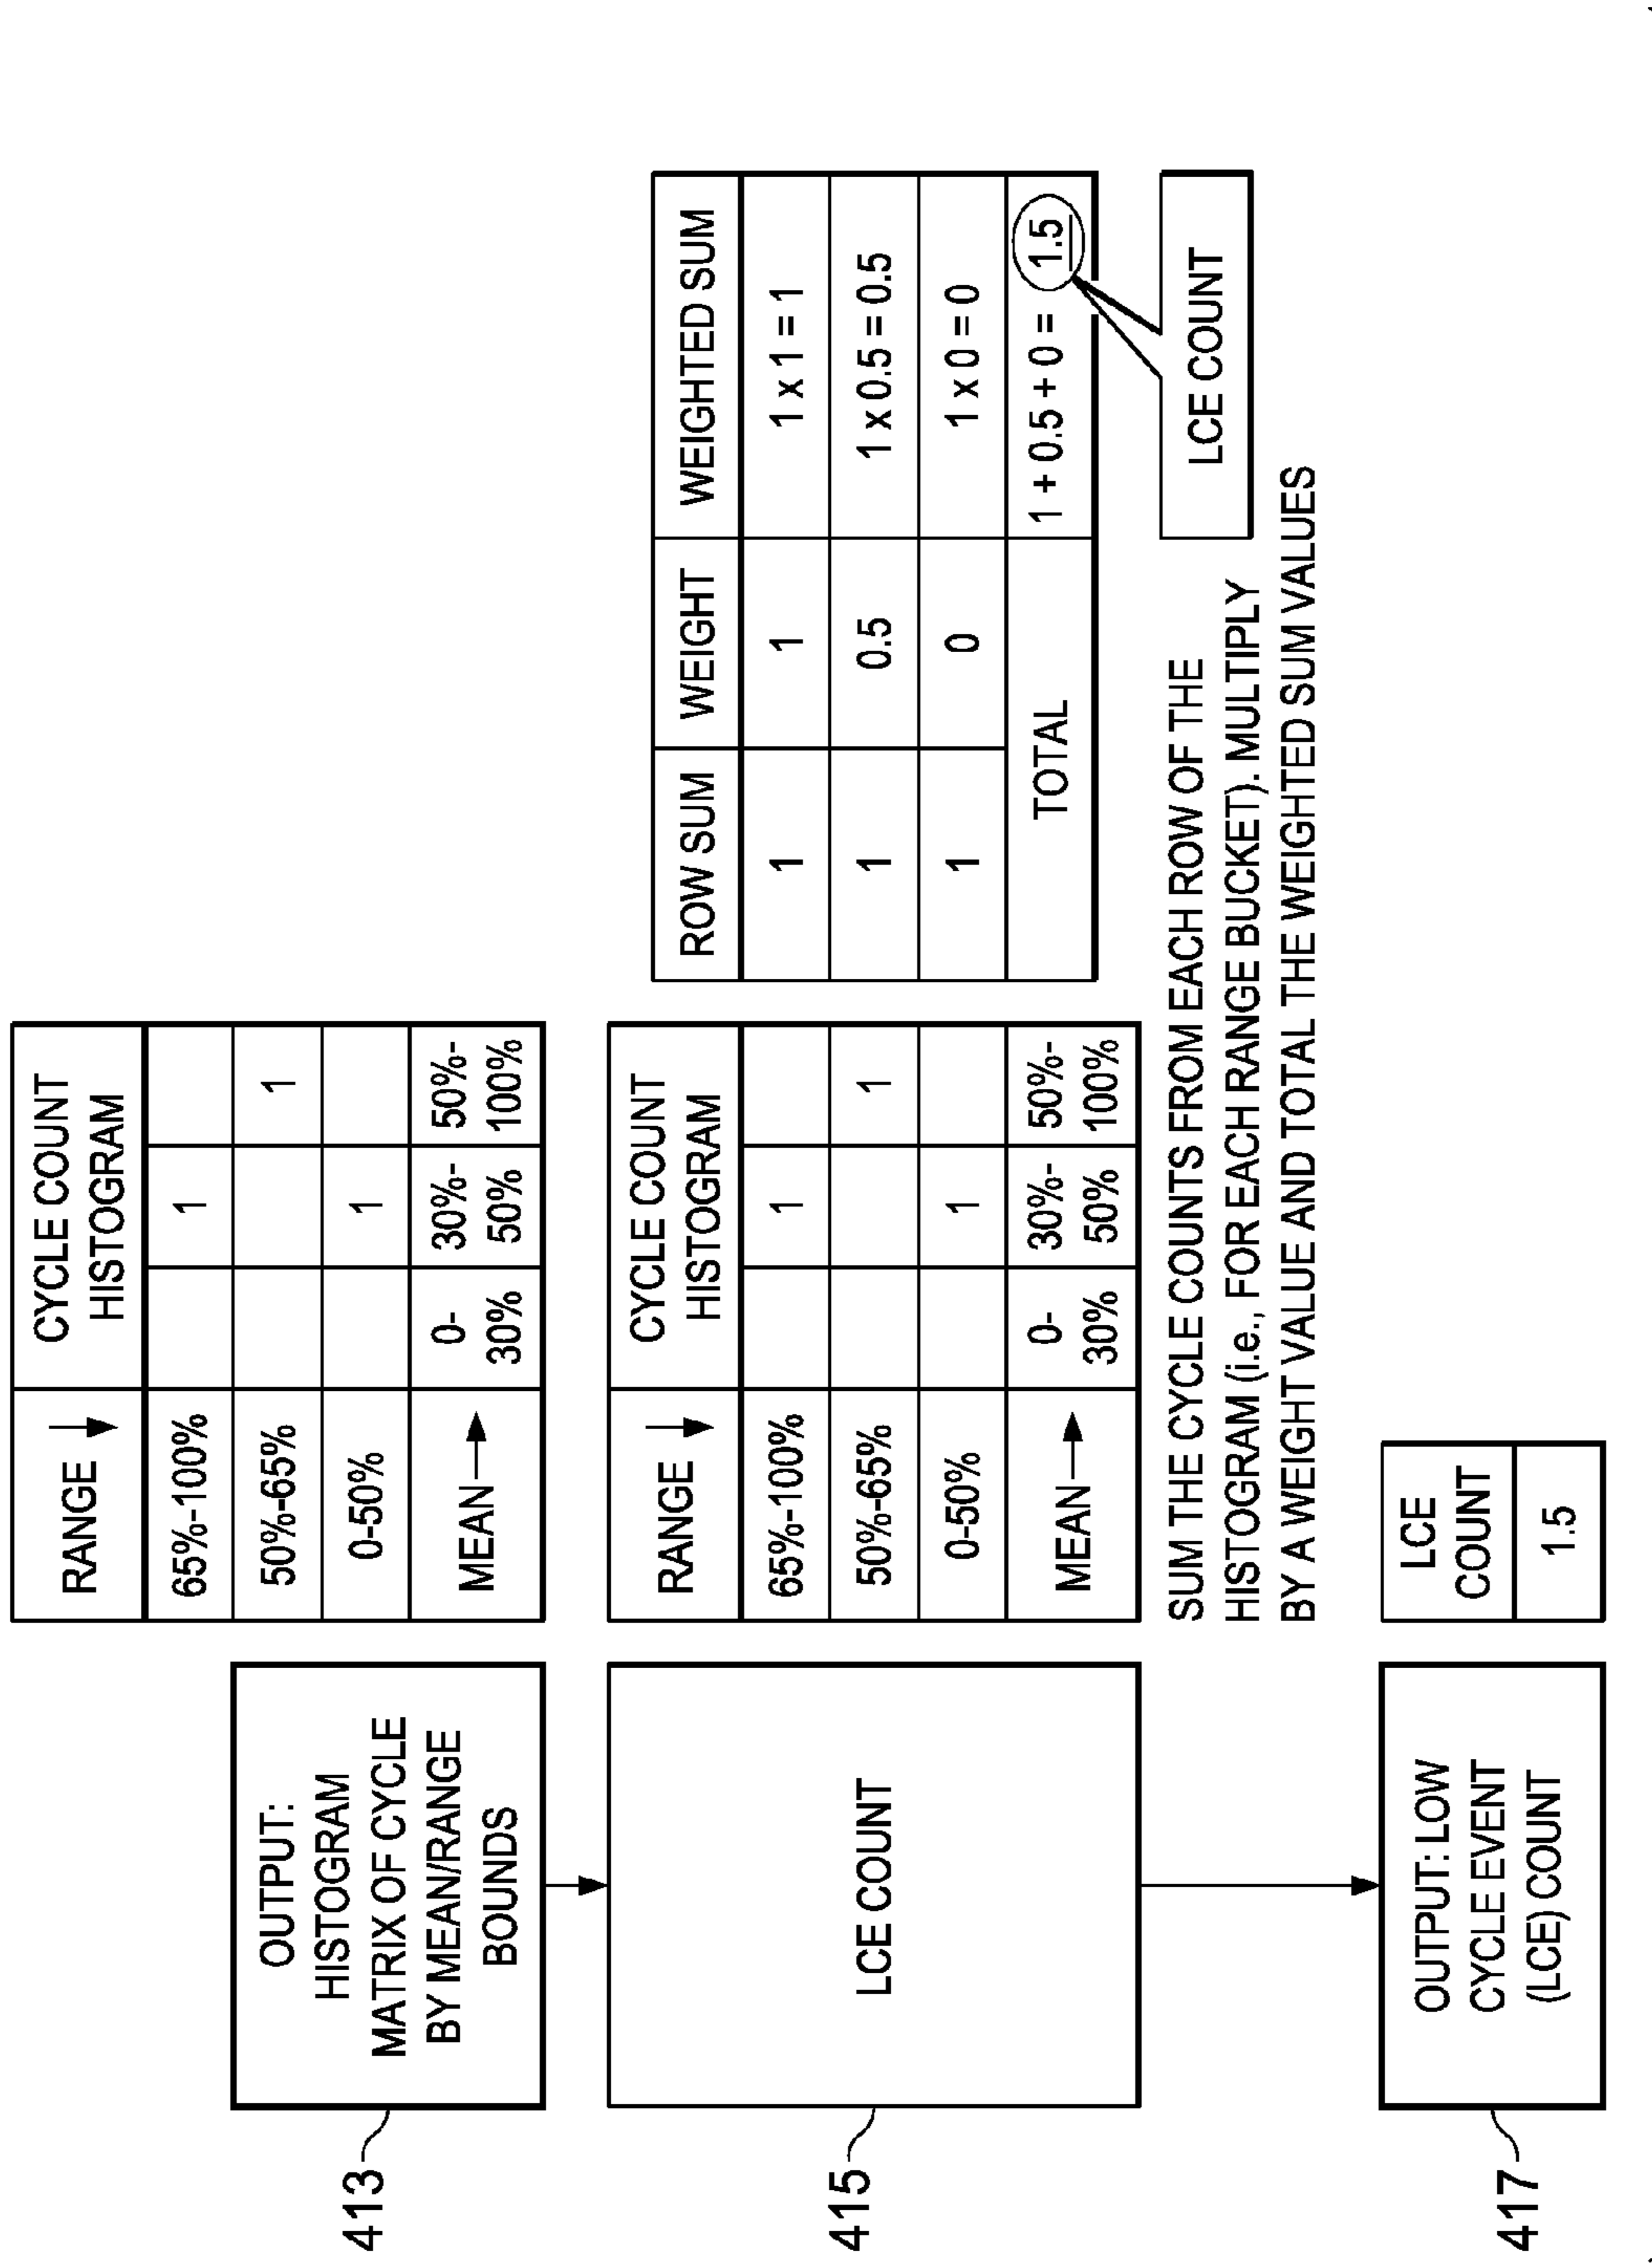 OUTPUT:
HISTOGRAM
MATRIX OF CYCLE
BY MEAN/RANGE
BOUNDS
413
RANGE
CYCLE COUNT
HISTOGRAM
65%-100%
1
50%-65%
1
0-50%
1
MEAN
0-
30%
30%-
50%
50%-
100%
LCE COUNT
415
RANGE
CYCLE COUNT
HISTOGRAM
65%-100%
1
50%-65%
1
0-50%
1
MEAN
0-
30%
30%-
50%
50%-
100%
ROW SUM WEIGHT WEIGHTED SUM
1 1 1 x 1 = 1
1 0.5 1 x 0.5 = 0.5
1 0 1 x 0 = 0
TOTAL 1 + 0.5 + 0 = 1.5
LCE COUNT
SUM THE CYCLE COUNTS FROM EACH ROW OF THE
HISTOGRAM (i.e., FOR EACH RANGE BUCKET). MULTIPLY
BY A WEIGHT VALUE AND TOTAL THE WEIGHTED SUM VALUES
OUTPUT: LOW
CYCLE EVENT
(LCE) COUNT
417
LCE
COUNT
1.5